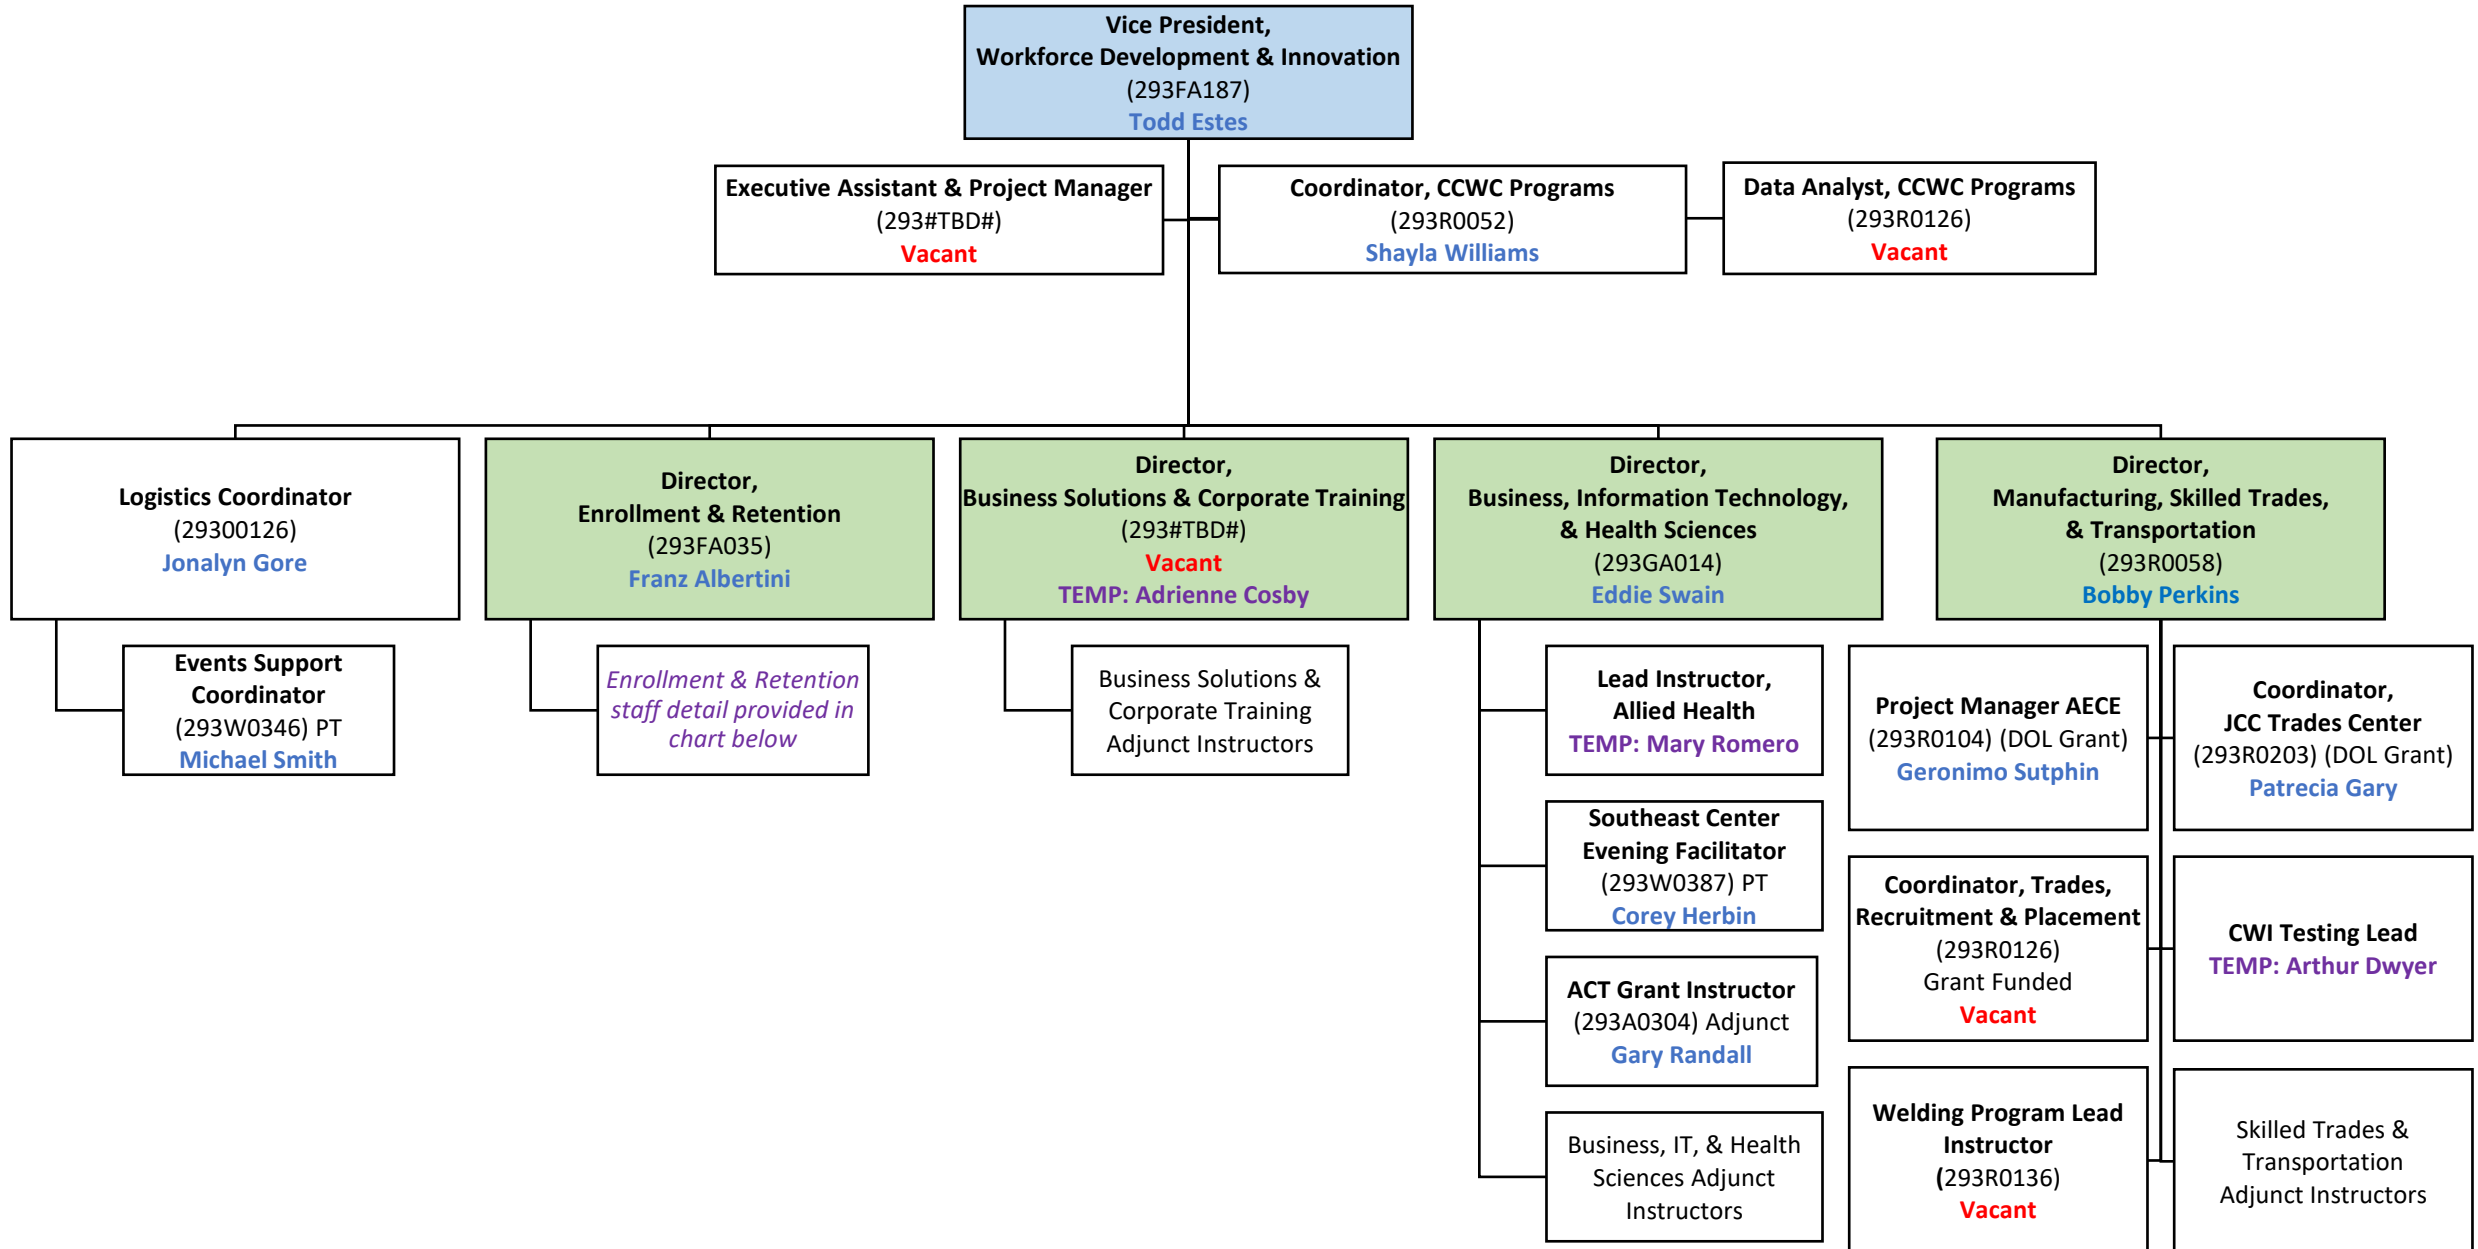 Vice President,
Workforce Development & Innovation
(293FA187)
Todd Estes
Executive Assistant & Project Manager
(293#TBD#)
Vacant
Coordinator, CCWC Programs
(293R0052)
Shayla Williams
Data Analyst, CCWC Programs
(293R0126)
Vacant
Logistics Coordinator
(29300126)
Jonalyn Gore
Director,
Enrollment & Retention
(293FA035)
Franz Albertini
Director,
Business Solutions & Corporate Training
(293#TBD#)
Vacant
TEMP: Adrienne Cosby
Director,
Business, Information Technology,
& Health Sciences
(293GA014)
Eddie Swain
Director,
Manufacturing, Skilled Trades,
& Transportation
(293R0058)
Bobby Perkins
Events Support
Coordinator
(293W0346) PT
Michael Smith
Enrollment & Retention
staff detail provided in
chart below
Business Solutions &
Corporate Training
Adjunct Instructors
Lead Instructor,
Allied Health
TEMP: Mary Romero
Southeast Center
Evening Facilitator
(293W0387) PT
Corey Herbin
ACT Grant Instructor
(293A0304) Adjunct
Gary Randall
Business, IT, & Health
Sciences Adjunct
Instructors
Project Manager AECE
(293R0104) (DOL Grant)
Geronimo Sutphin
Coordinator,
JCC Trades Center
(293R0203) (DOL Grant)
Patrecia Gary
Coordinator, Trades,
Recruitment & Placement
(293R0126)
Grant Funded
Vacant
CWI Testing Lead
TEMP: Arthur Dwyer
Welding Program Lead
Instructor
(293R0136)
Vacant
Skilled Trades &
Transportation
Adjunct Instructors